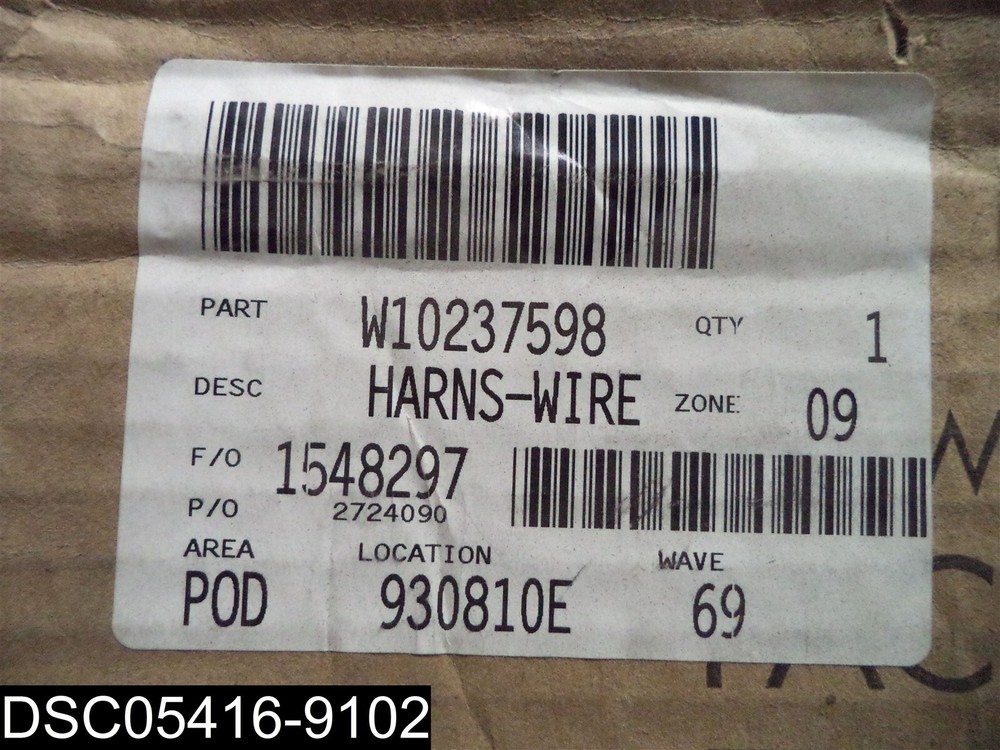 PART W10237598 QTY 1
DESC HARNS-WIRE ZONE: 09
F/O 1548297
P/O 2724090
AREA LOCATION WAVE
POD 930810E 69
DSC05416-9102